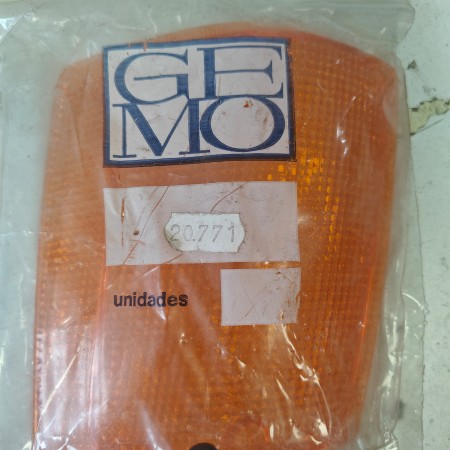 GE
MO
20.771
unidades